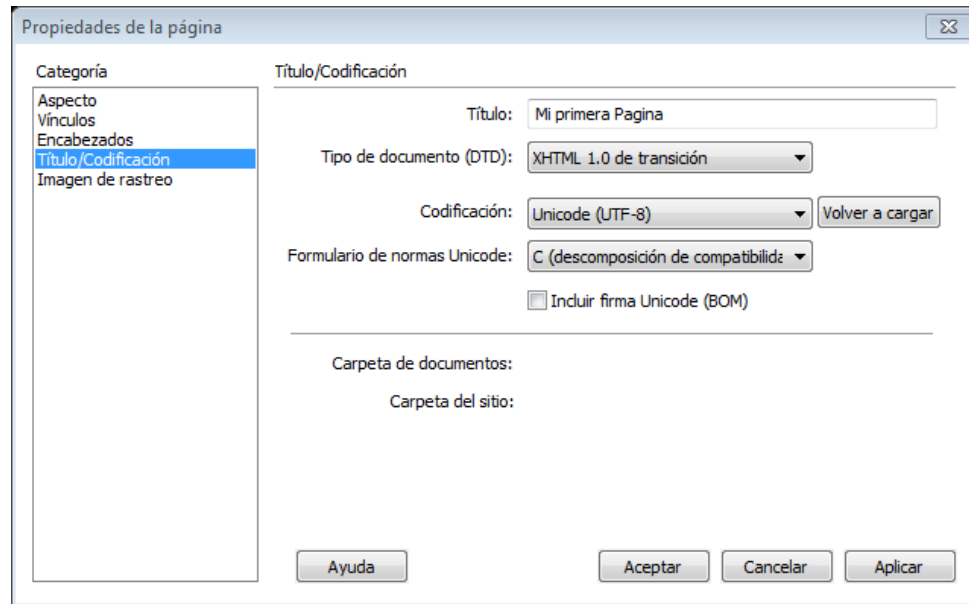 Propiedades de la página
Categoría
Aspecto
Vínculos
Encabezados
Título/Codificación
Imagen de rastreo
Título/Codificación
Título: Mi primera Pagina
Tipo de documento (DTD): XHTML 1.0 de transición
Codificación: Unicode (UTF-8) Volver a cargar
Formulario de normas Unicode: C (descomposición de compatibilida
Incluir firma Unicode (BOM)
Carpeta de documentos:
Carpeta del sitio:
Ayuda Aceptar Cancelar Aplicar